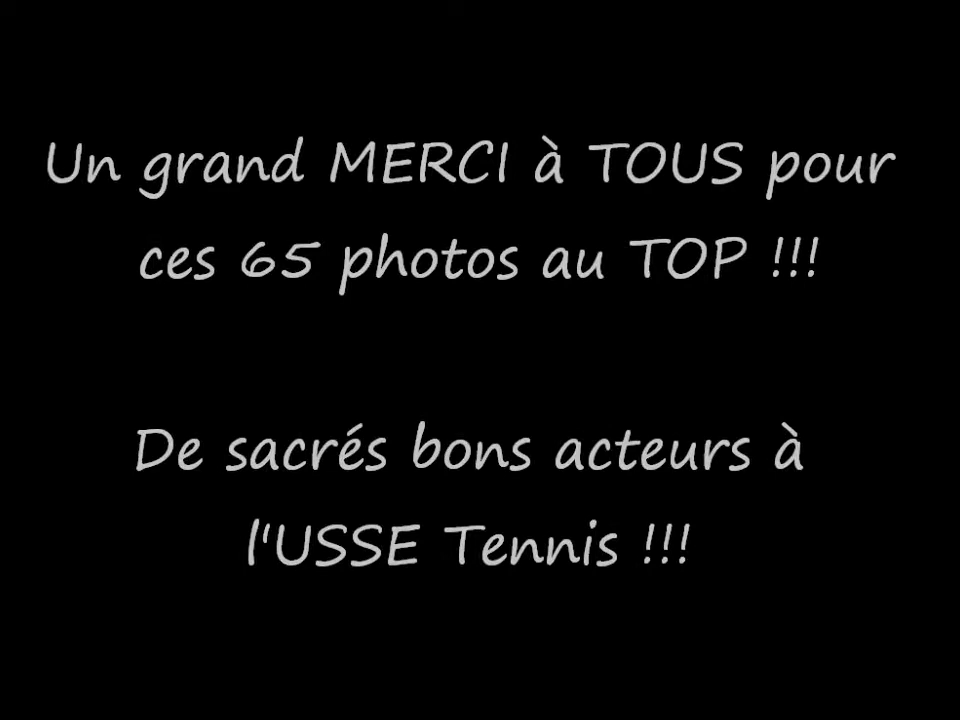 Un grand MERCI à TOUS pour
ces 65 photos au TOP !!!
De sacrés bons acteurs à
l'USSE Tennis !!!